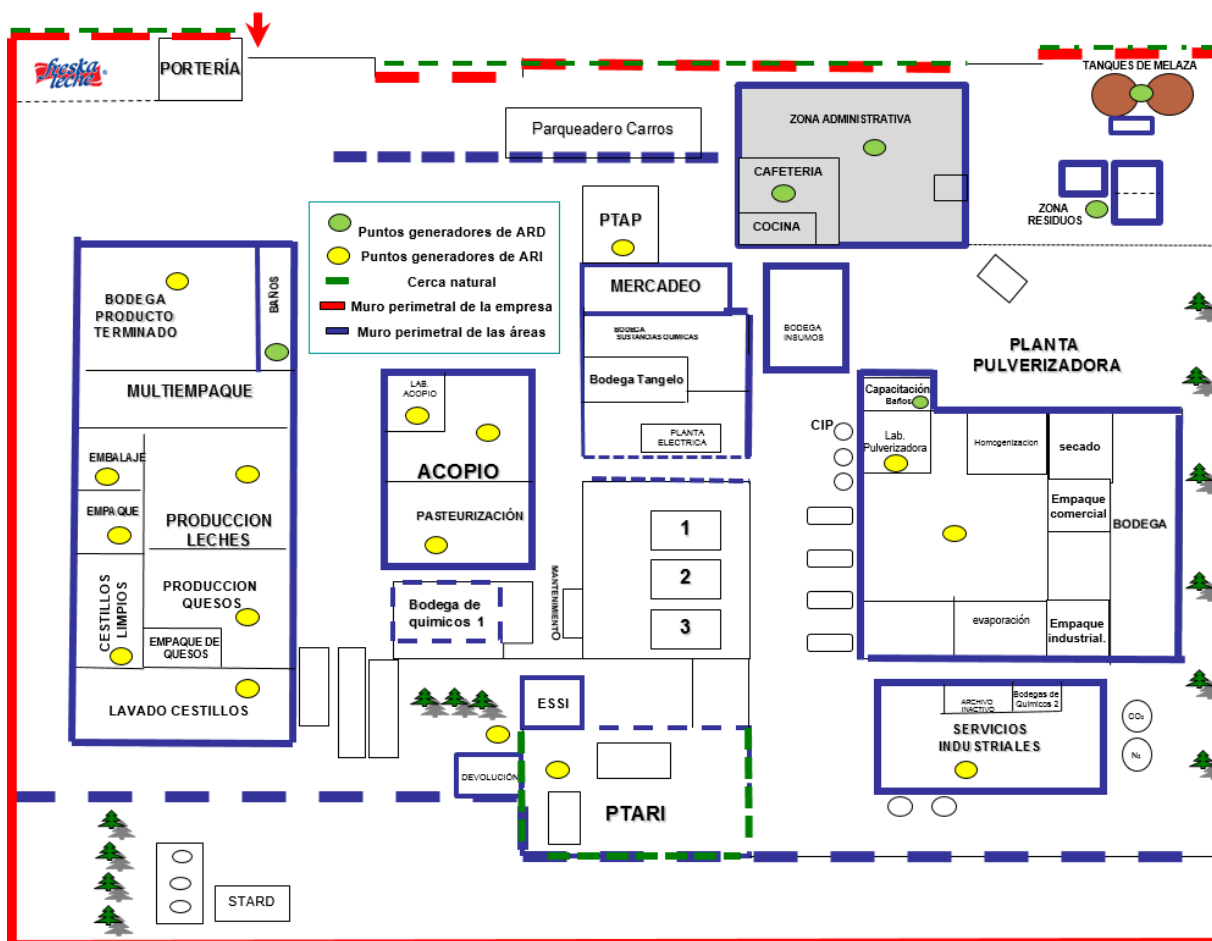 freska
leche
PORTERÍA
TANQUES DE MELAZA
Parqueadero Carros
ZONA ADMINISTRATIVA
CAFETERIA
COCINA
ZONA
RESIDUOS
PTAP
Puntos generadores de ARD
Puntos generadores de ARI
Cerca natural
Muro perimetral de la empresa
Muro perimetral de las áreas
BODEGA
PRODUCTO
TERMINADO
BAÑOS
MERCADEO
BODEGA
SUSTANCIAS QUIMICAS
BODEGA
INSUMOS
PLANTA
PULVERIZADORA
MULTIEMPAQUE
LAB.
ACOPIO
Bodega Tangelo
Capacitación
Baños
PLANTA
ELECTRICA
CIP
Lab.
Pulverizadora
Homogenizacion
secado
EMBALAJE
ACOPIO
Empaque
comercial
BODEGA
EMPAQUE
PRODUCCION
LECHES
PASTEURIZACIÓN
1
2
3
MANTENIMIENTO
CESTILLOS
LIMPIOS
PRODUCCION
QUESOS
Bodega de
quimicos 1
evaporación
Empaque
industrial.
EMPAQUE DE
QUESOS
LAVADO CESTILLOS
ESSI
ARCHIVO
INACTIVO
Bodegas de
Quimicos 2
SERVICIOS
INDUSTRIALES
CO₂
N₂
DEVOLUCIÓN
PTARI
STARD